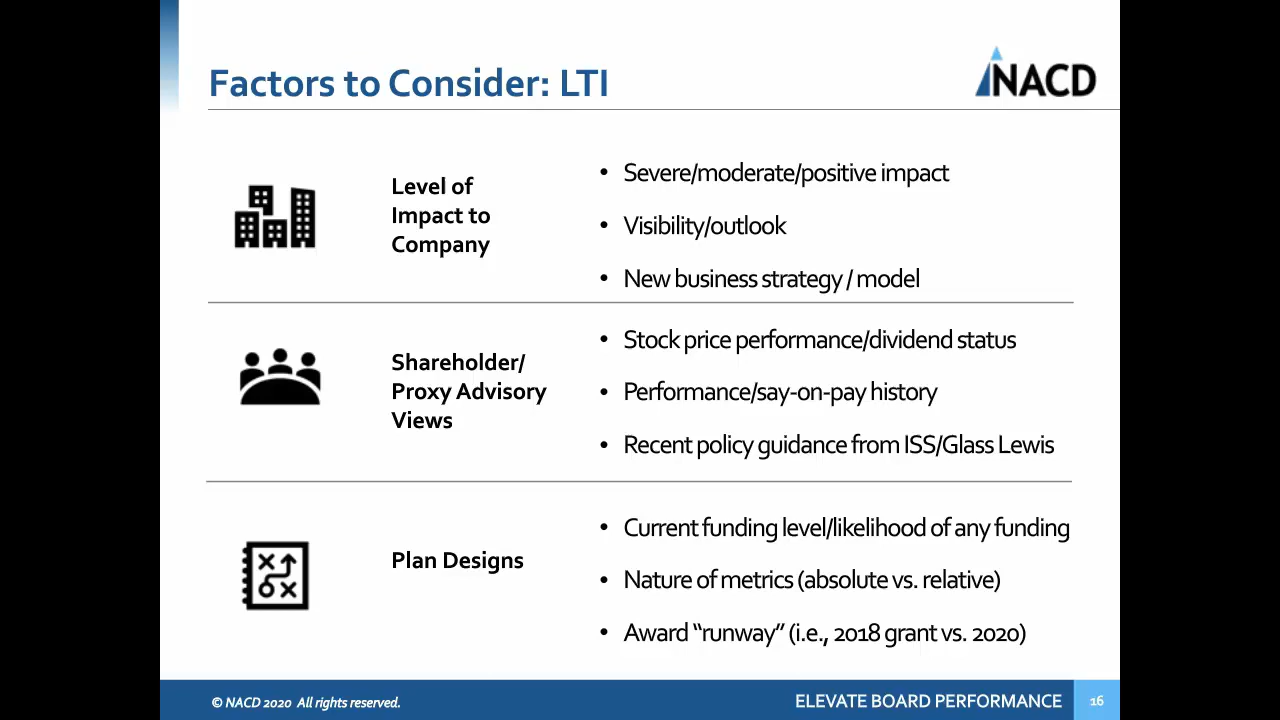 Factors to Consider: LTI
NACD
Level of
Impact to
Company
• Severe/moderate/positive impact
• Visibility/outlook
• New business strategy / model
Shareholder/
Proxy Advisory
Views
• Stock price performance/dividend status
• Performance/say-on-pay history
• Recent policy guidance from ISS/Glass Lewis
Plan Designs
• Current funding level/likelihood of any funding
• Nature of metrics (absolute vs. relative)
• Award “runway” (i.e., 2018 grant vs. 2020)
© NACD 2020 All rights reserved.
ELEVATE BOARD PERFORMANCE
16